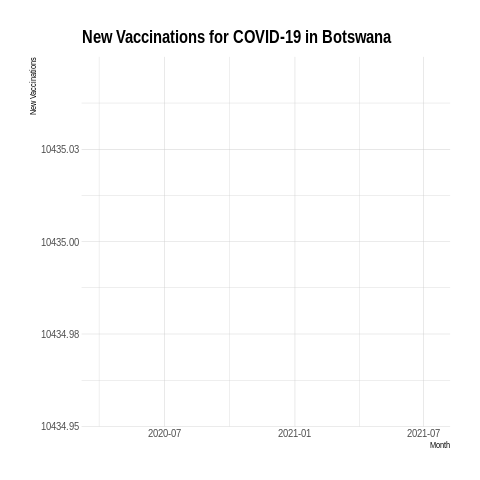 New Vaccinations for COVID-19 in Botswana
New Vaccinations
10435.03
10435.00
10434.98
10434.95
2020-07 2021-01 2021-07
Month